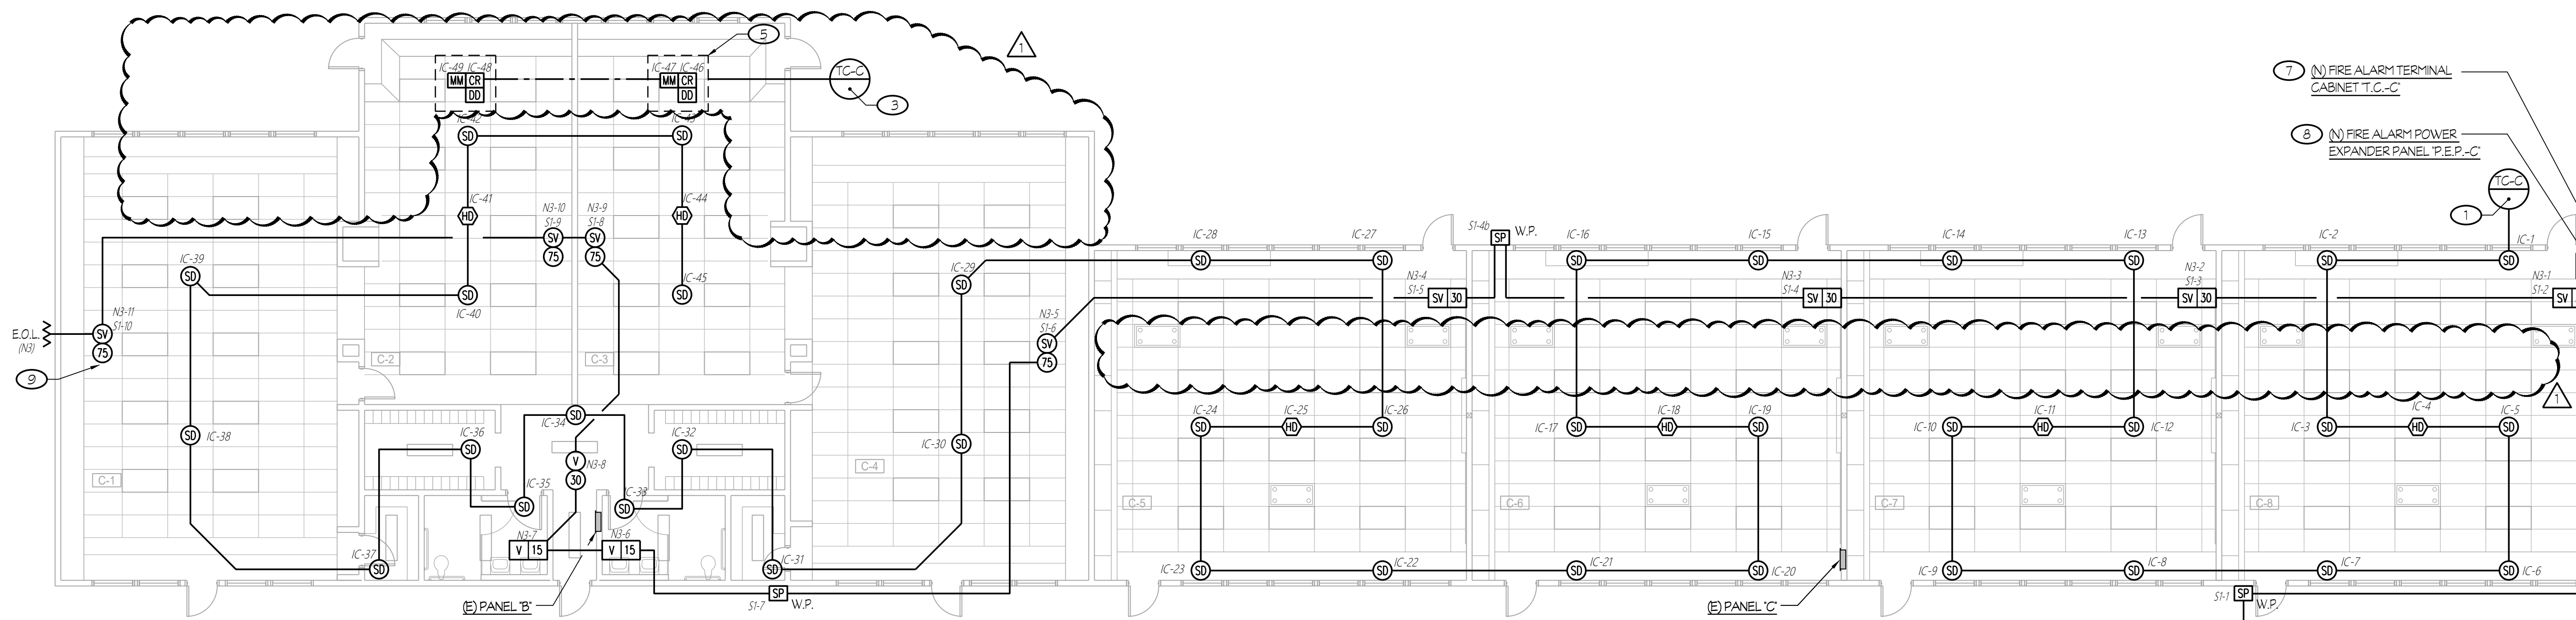 5
1
IC-49 IC-48
MM CR
DD
IC-47 IC-46
MM CR
DD
TC-C
3
7 (N) FIRE ALARM TERMINAL
CABINET "T.C.-C"
8 (N) FIRE ALARM POWER
EXPANDER PANEL "P.E.P.-C"
TC-C
1
IC-42
SD
IC-43
SD
IC-41
HD
IC-44
HD
N3-10
S1-9
SV
75
N3-9
S1-8
SV
75
IC-39
SD
IC-40
SD
IC-45
SD
IC-29
SD
IC-28
SD
IC-27
SD
S1-4b
SP W.P.
IC-16
SD
IC-15
SD
IC-14
SD
IC-13
SD
IC-2
SD
IC-1
SD
N3-4
S1-5
SV 30
N3-3
S1-4
SV 30
N3-2
S1-3
SV 30
N3-1
S1-2
SV
E.O.L.
(N3)
N3-11
S1-10
SV
75
9
N3-5
S1-6
SV
75
C-2
C-3
1
IC-38
SD
IC-36
SD
IC-34
SD
IC-32
SD
IC-30
SD
IC-24
SD
IC-25
HD
IC-26
SD
IC-17
SD
IC-18
HD
IC-19
SD
IC-10
SD
IC-11
HD
IC-12
SD
IC-3
SD
IC-4
HD
IC-5
SD
V
30
N3-8
C-1
C-4
C-5
C-6
C-7
C-8
IC-35
SD
IC-33
SD
N3-7
V 15
N3-6
V 15
IC-37
SD
IC-31
SD
IC-23
SD
IC-22
SD
IC-21
SD
IC-20
SD
IC-9
SD
IC-8
SD
IC-7
SD
IC-6
SD
(E) PANEL "B"
S1-7
SP W.P.
(E) PANEL "C"
S1-1
SP W.P.